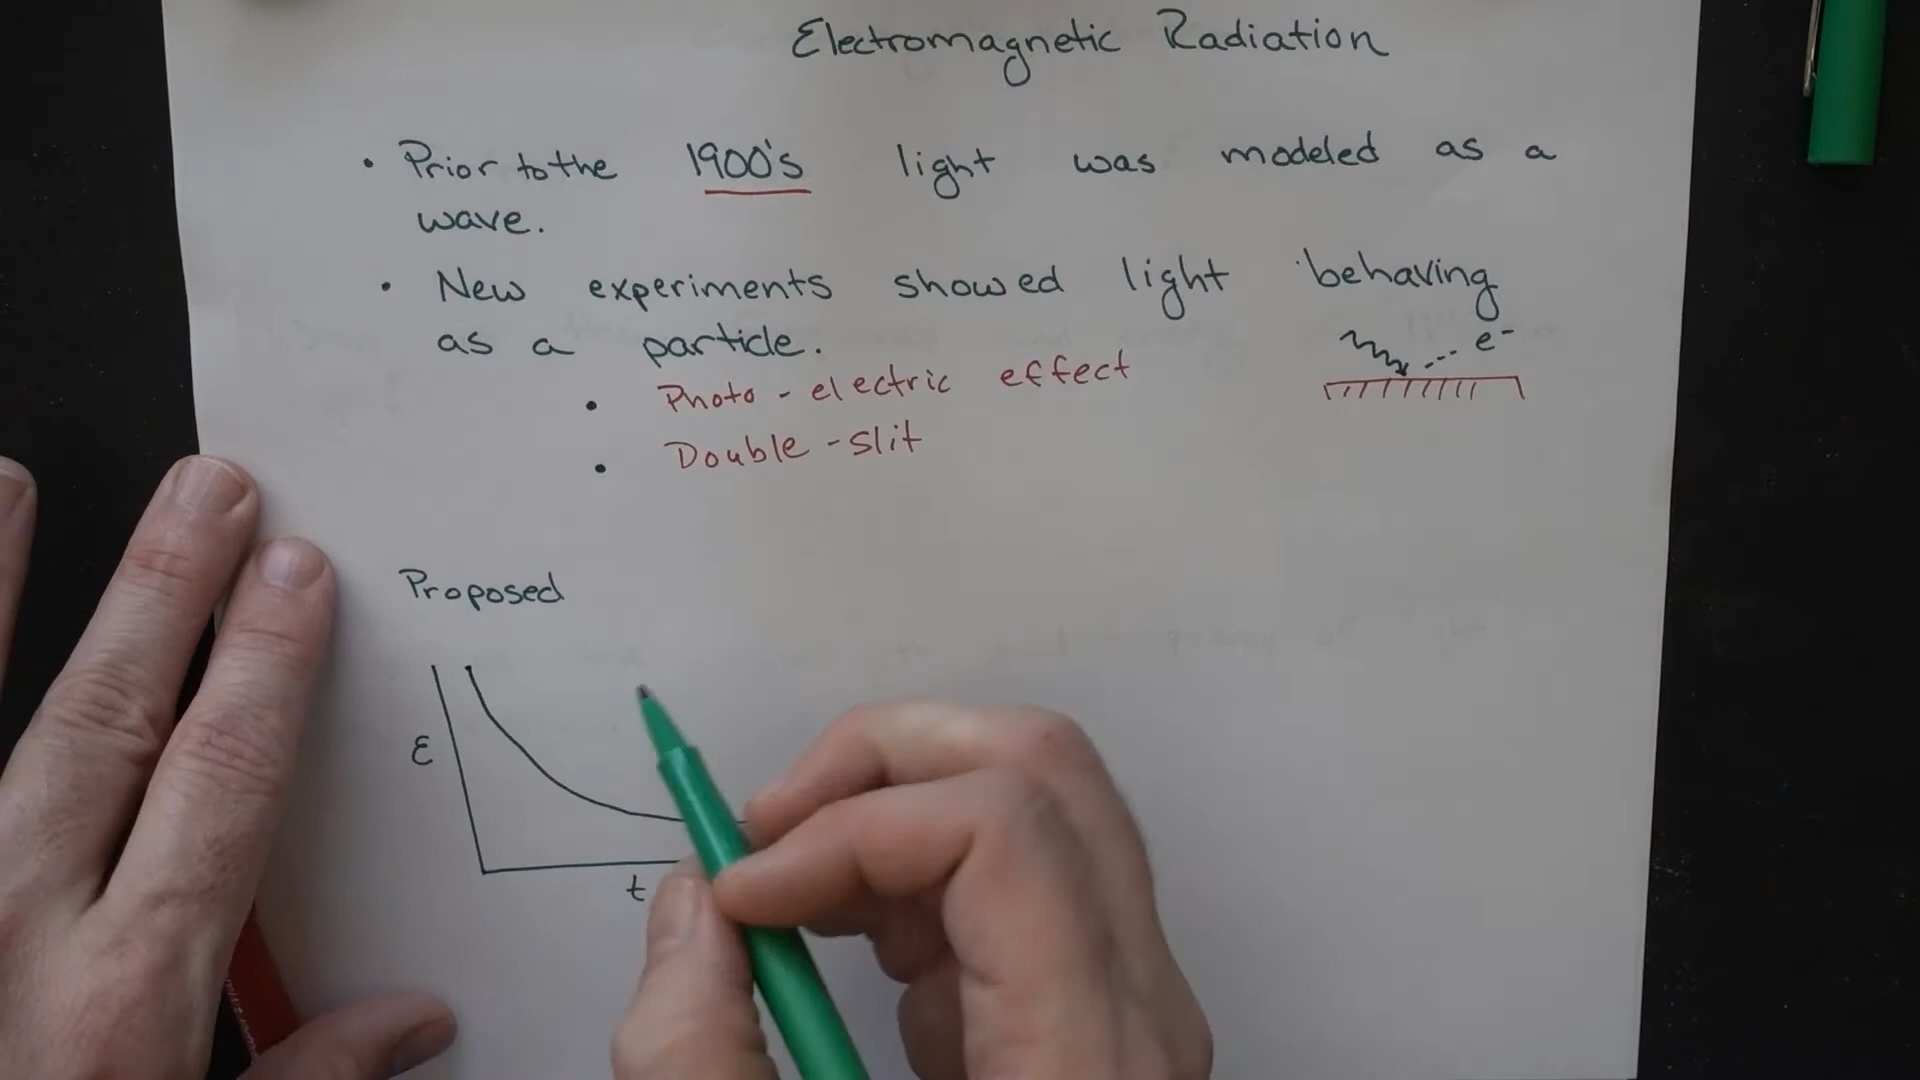 Electromagnetic Radiation
• Prior to the 1900's light was modeled as a
wave.
• New experiments showed light behaving
as a particle.
e-
• Photo-electric effect
• Double-slit
Proposed
ε
t